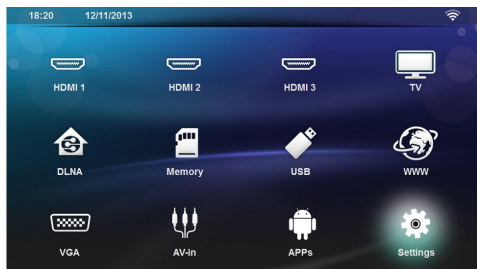 18:20 12/11/2013
HDMI 1 HDMI 2 HDMI 3 TV
DLNA Memory USB WWW
VGA AV-in APPs Settings